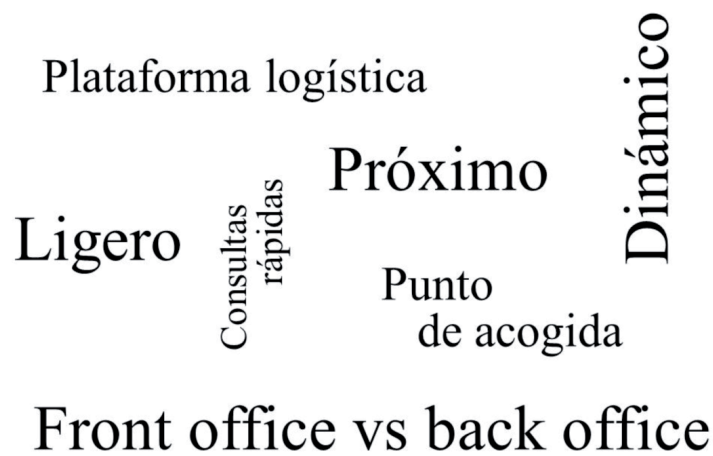 Plataforma logística
Dinámico
Próximo
Ligero
Consultas
rápidas
Punto
de acogida
Front office vs back office